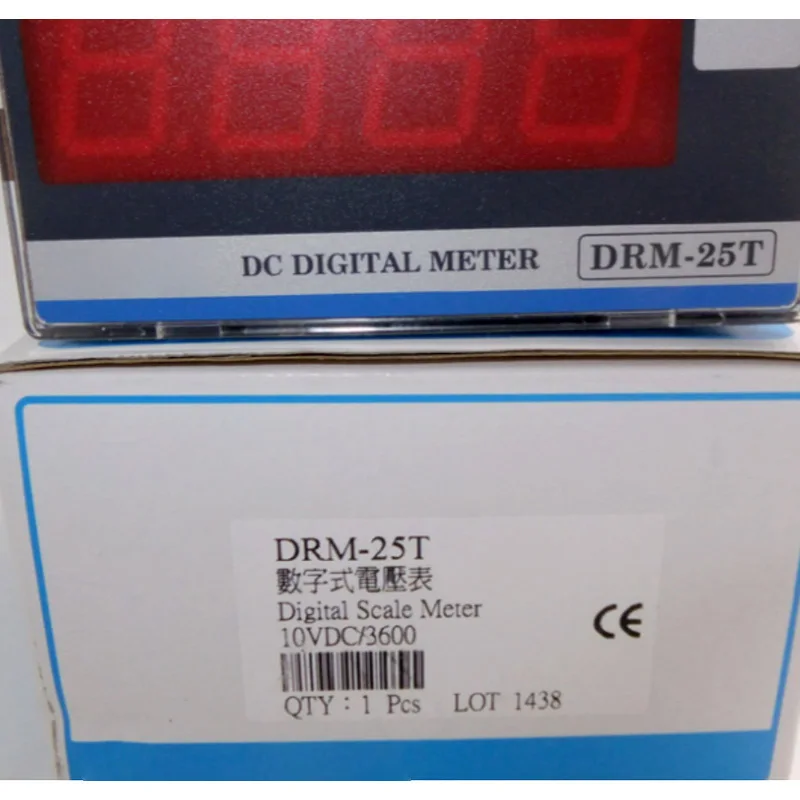 DC DIGITAL METER DRM-25T
DRM-25T
數字式電壓表
Digital Scale Meter
10VDC/3600
CE
QTY：1 Pcs LOT 1438